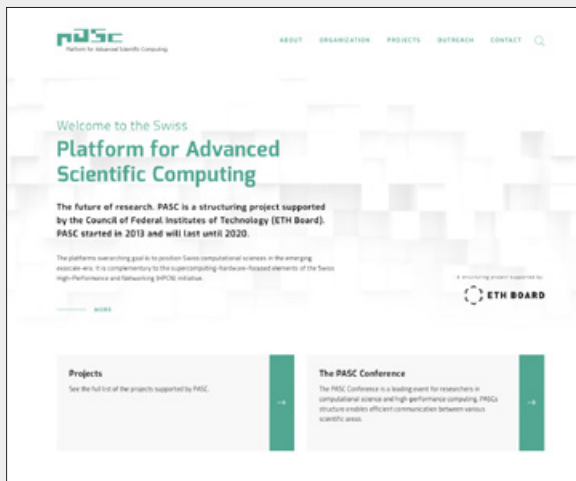 pasc
Platform for Advanced Scientific Computing
ABOUT ORGANIZATION PROJECTS OUTREACH CONTACT
Welcome to the Swiss
Platform for Advanced
Scientific Computing
The future of research. PASC is a structuring project supported
by the Council of Federal Institutes of Technology (ETH Board).
PASC started in 2013 and will last until 2020.
The platforms overarching goal is to position Swiss computational sciences in the emerging
exascale-era. It is complementary to the supercomputing-hardware-focused elements of the Swiss
High-Performance and Networking (HPCN) initiative.
MORE
A structuring project supported by
ETH BOARD
Projects
See the full list of the projects supported by PASC.
The PASC Conference
The PASC Conference is a leading event for researchers in
computational science and high-performance computing. PASCs
structure enables efficient communication between various
scientific areas.